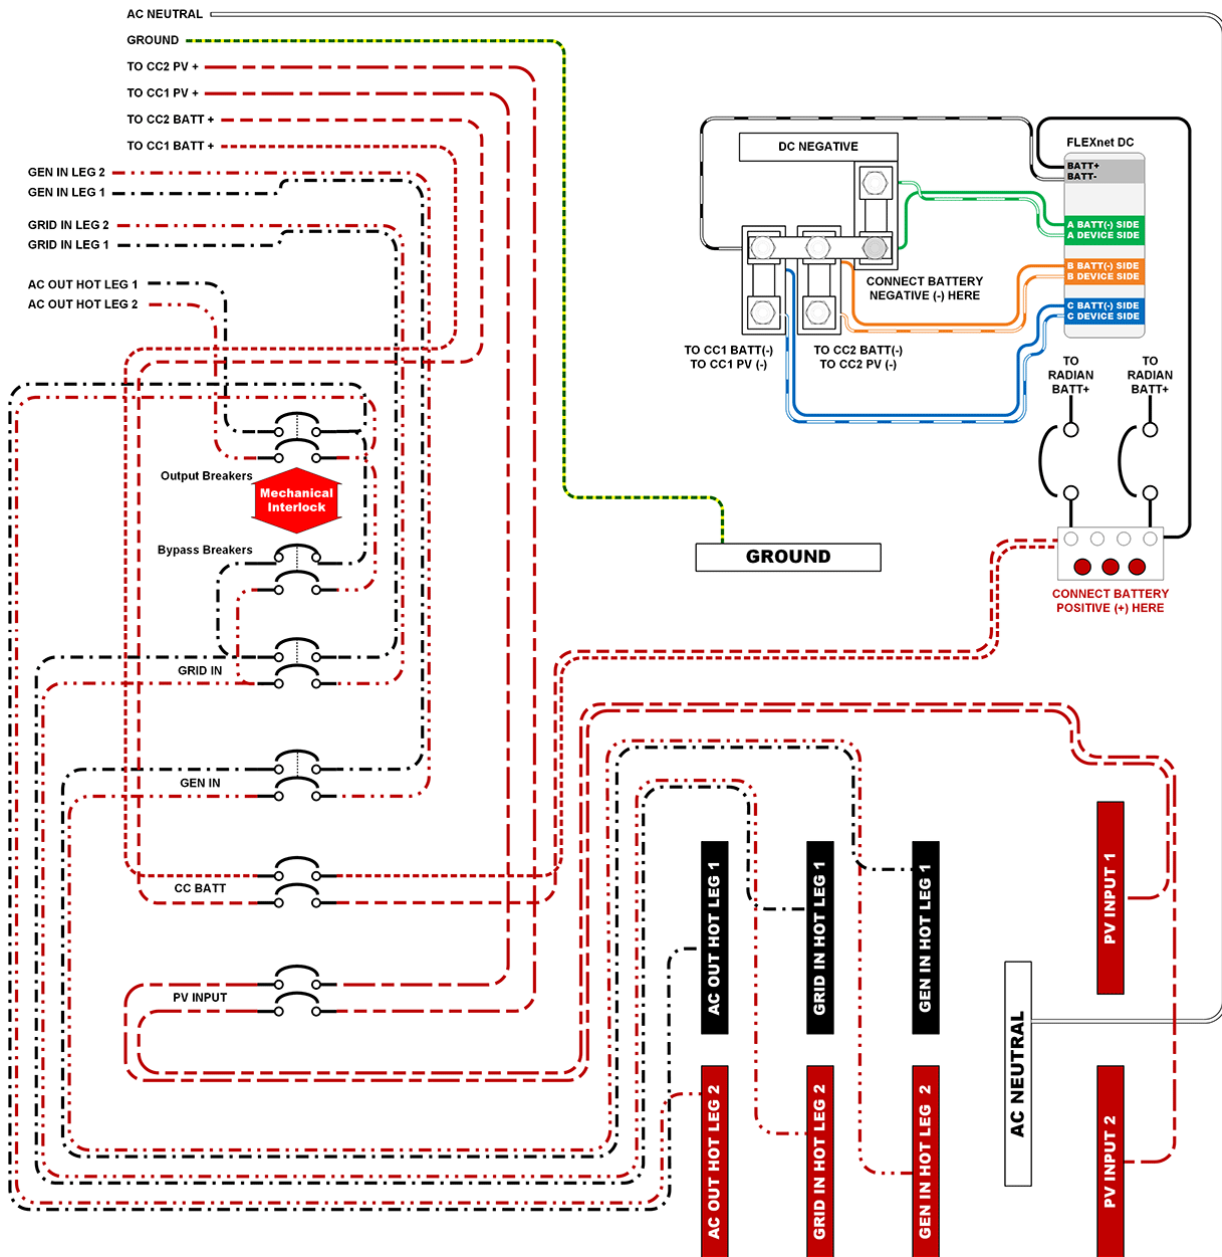 AC NEUTRAL
GROUND
TO CC2 PV +
TO CC1 PV +
TO CC2 BATT +
TO CC1 BATT +
GEN IN LEG 2
GEN IN LEG 1
GRID IN LEG 2
GRID IN LEG 1
AC OUT HOT LEG 1
AC OUT HOT LEG 2
DC NEGATIVE
FLEXnet DC
BATT+
BATT-
A BATT(-) SIDE
A DEVICE SIDE
B BATT(-) SIDE
B DEVICE SIDE
C BATT(-) SIDE
C DEVICE SIDE
CONNECT BATTERY
NEGATIVE (-) HERE
TO CC1 BATT(-)
TO CC1 PV (-)
TO CC2 BATT(-)
TO CC2 PV (-)
TO
RADIAN
BATT+
TO
RADIAN
BATT+
Output Breakers
Mechanical
Interlock
Bypass Breakers
GROUND
CONNECT BATTERY
POSITIVE (+) HERE
GRID IN
GEN IN
CC BATT
PV INPUT
AC OUT HOT LEG 1
GRID IN HOT LEG 1
GEN IN HOT LEG 1
PV INPUT 1
AC NEUTRAL
AC OUT HOT LEG 2
GRID IN HOT LEG 2
GEN IN HOT LEG 2
PV INPUT 2